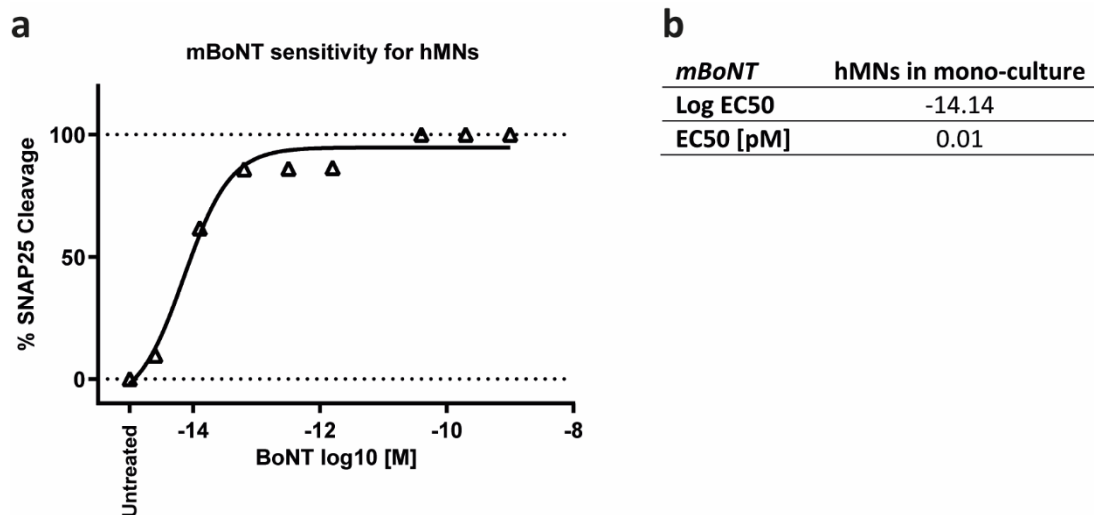 a
mBoNT sensitivity for hMNs
% SNAP25 Cleavage
100
50
0
Untreated
-14
-12
-10
-8
BoNT log10 [M]
b
mBoNT hMNs in mono-culture
Log EC50 -14.14
EC50 [pM] 0.01